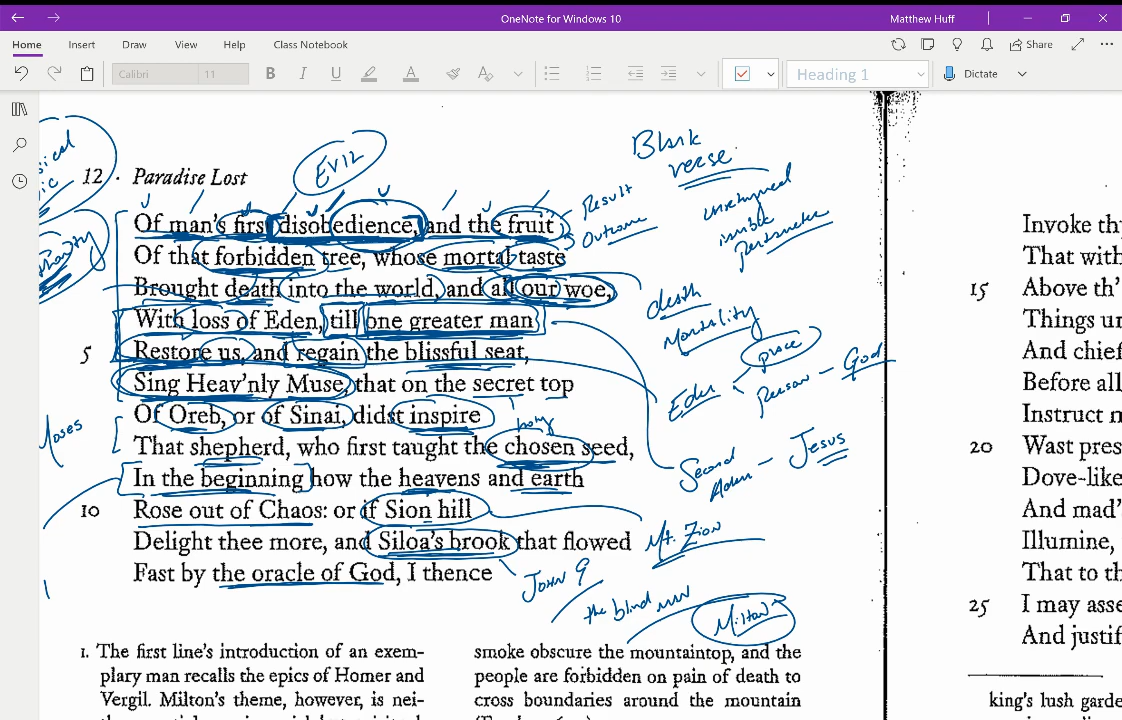 OneNote for Windows 10
Matthew Huff
Home Insert Draw View Help Class Notebook
Share
Calibri 11 B I U A Heading 1 Dictate
12 · Paradise Lost
EVIL
Blank
verse
unrhymed
iambic
pentameter
Result
Outcome
Of man's first disobedience, and the fruit
Of that forbidden tree, whose mortal taste
Brought death into the world, and all our woe,
With loss of Eden, till one greater man
5 Restore us, and regain the blissful seat,
Sing Heav'nly Muse, that on the secret top
Of Oreb, or of Sinai, didst inspire
That shepherd, who first taught the chosen seed,
In the beginning how the heavens and earth
10 Rose out of Chaos: or if Sion hill
Delight thee more, and Siloa's brook that flowed
Fast by the oracle of God, I thence
death
Mortality
Eden
place
Person - God
holy
Moses
Second
Adam - Jesus
Mt. Zion
John 9
the blind man
Milton
1. The first line's introduction of an exem-
plary man recalls the epics of Homer and
Vergil. Milton's theme, however, is nei-
smoke obscure the mountaintop, and the
people are forbidden on pain of death to
cross boundaries around the mountain
Invoke th
That with
15 Above th'
Things un
And chief
Before all
Instruct m
20 Wast pres
Dove-like
And mad'
Illumine,
That to th
25 I may asse
And justif
king's lush garde